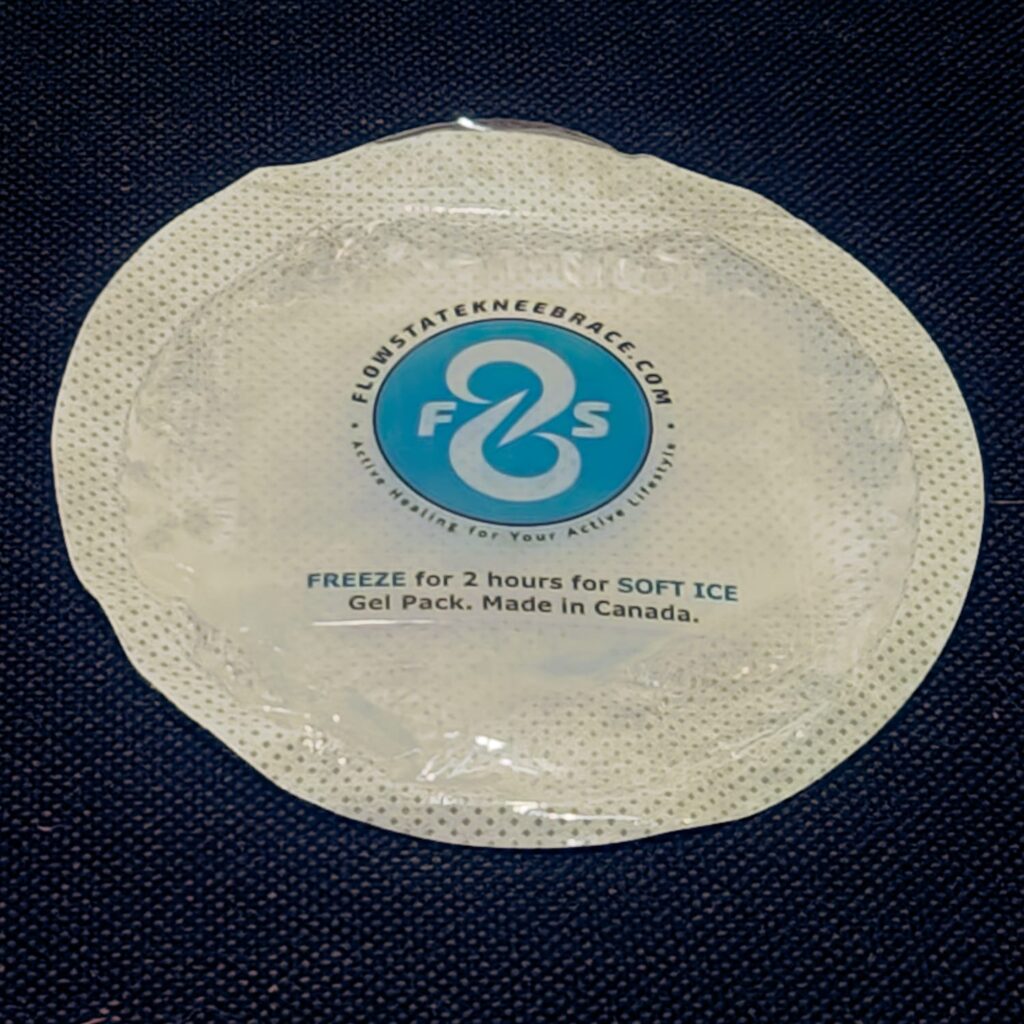 FLOWSTATEKNEEBRACE.COM
F S
• Active Healing for Your Active Lifestyle •
FREEZE for 2 hours for SOFT ICE
Gel Pack. Made in Canada.